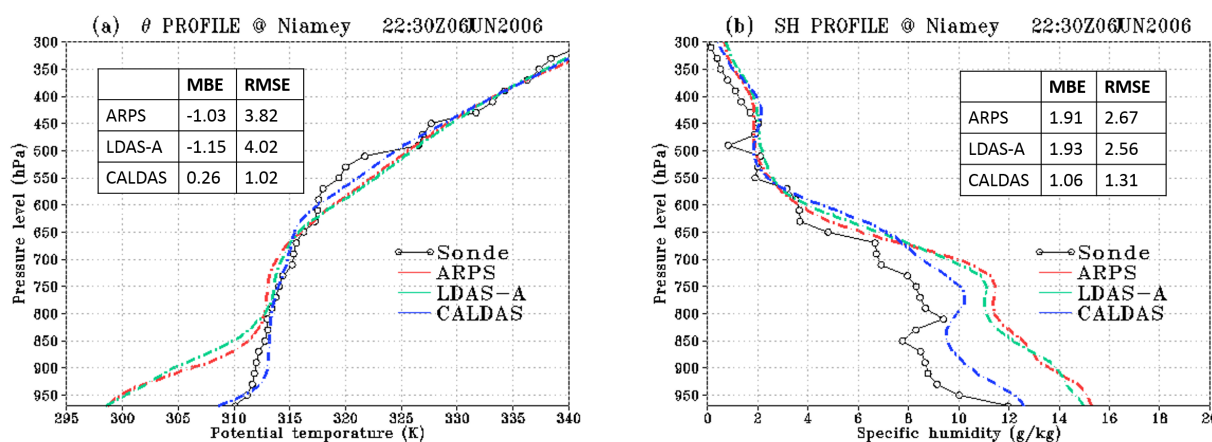 (a) θ PROFILE @ Niamey 22:30Z06JUN2006
300
350
400
450
500
550
600
650
700
750
800
850
900
950
Pressure level (hPa)
MBE RMSE
ARPS -1.03 3.82
LDAS-A -1.15 4.02
CALDAS 0.26 1.02
Sonde
ARPS
LDAS-A
CALDAS
295 300 305 310 315 320 325 330 335 340
Potential temperature (K)
(b) SH PROFILE @ Niamey 22:30Z06JUN2006
300
350
400
450
500
550
600
650
700
750
800
850
900
950
Pressure level (hPa)
MBE RMSE
ARPS 1.91 2.67
LDAS-A 1.93 2.56
CALDAS 1.06 1.31
Sonde
ARPS
LDAS-A
CALDAS
0 2 4 6 8 10 12 14 16 18 20
Specific humidity (g/kg)